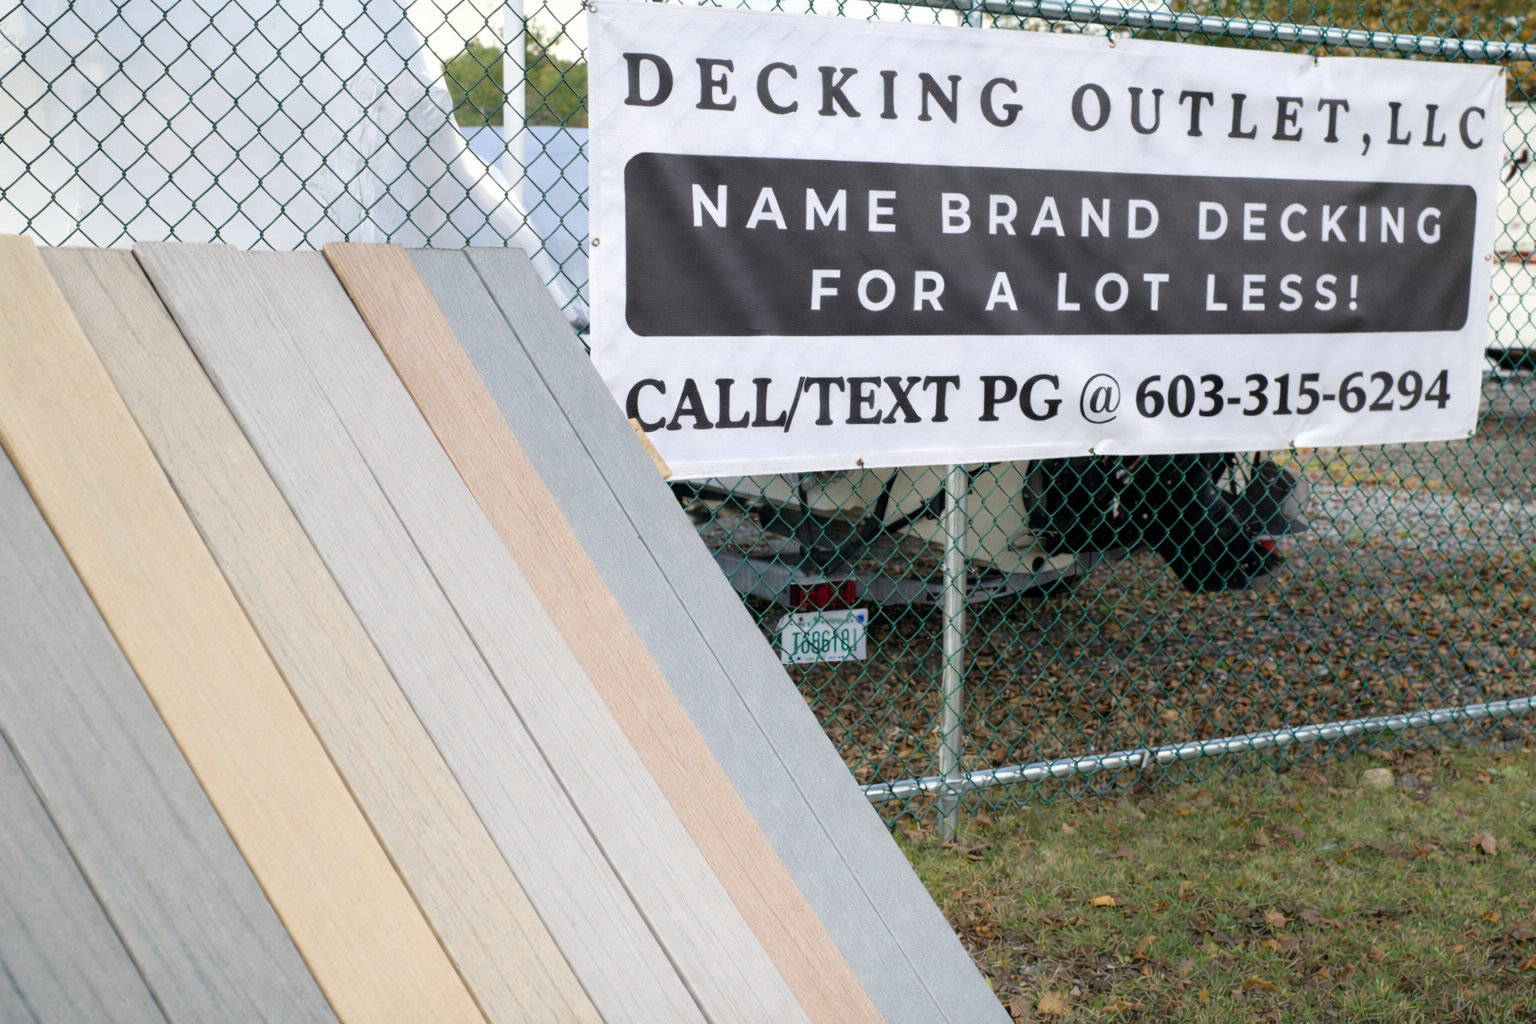 DECKING OUTLET,LLC
NAME BRAND DECKING
FOR A LOT LESS!
CALL/TEXT PG @ 603-315-6294